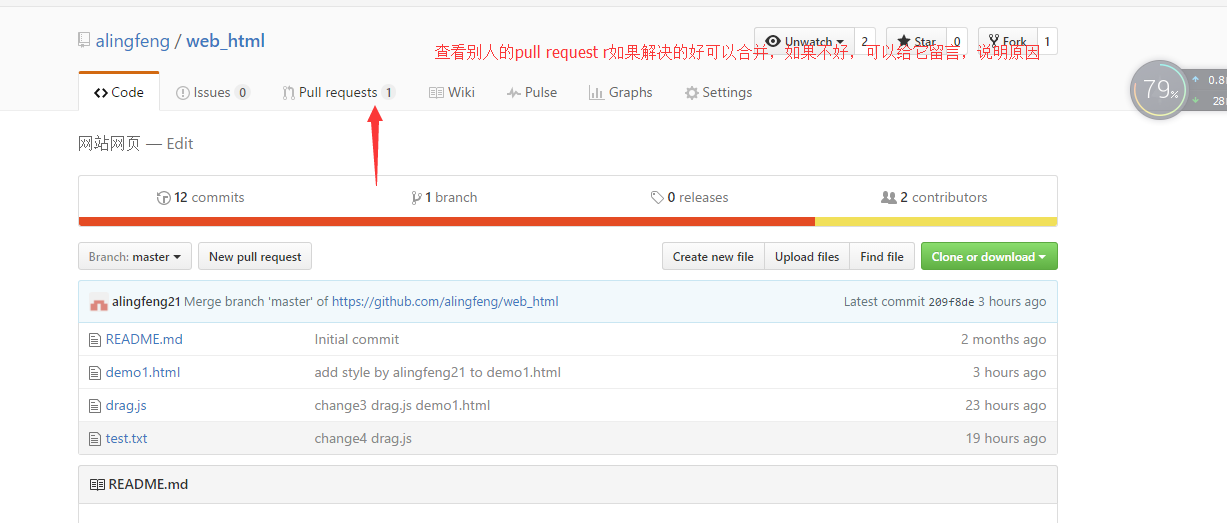 alingfeng / web_html
Unwatch 2 Star 0 Fork 1
查看别人的pull request r如果解决的好可以合并，如果不好，可以给它留言，说明原因
Code Issues 0 Pull requests 1 Wiki Pulse Graphs Settings
79% 0.8
28
网站网页 — Edit
12 commits 1 branch 0 releases 2 contributors
Branch: master New pull request Create new file Upload files Find file Clone or download
alingfeng21 Merge branch 'master' of https://github.com/alingfeng/web_html Latest commit 209f8de 3 hours ago
README.md Initial commit 2 months ago
demo1.html add style by alingfeng21 to demo1.html 3 hours ago
drag.js change3 drag.js demo1.html 23 hours ago
test.txt change4 drag.js 19 hours ago
README.md